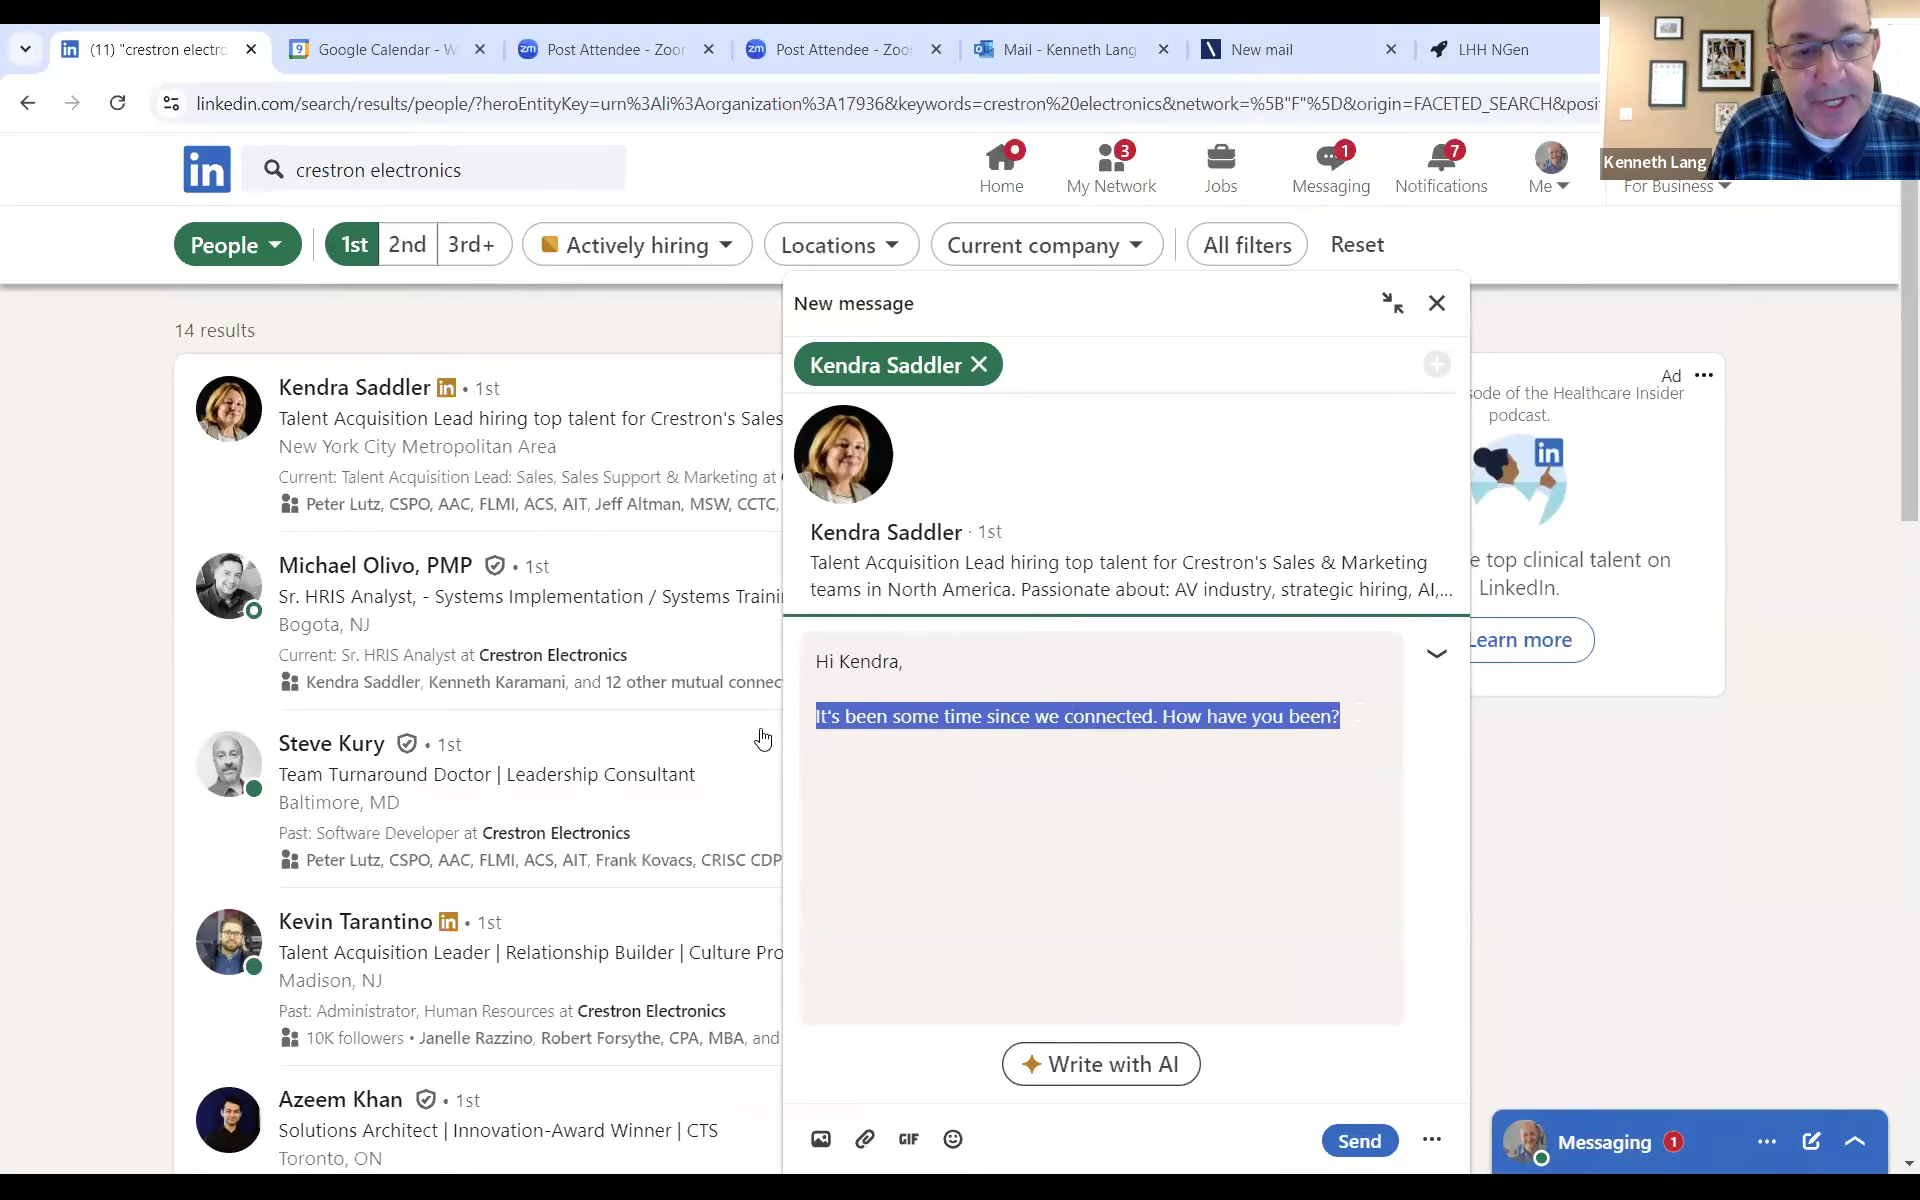 (11) "crestron electro
Google Calendar - W
Post Attendee - Zoo
Post Attendee - Zoo
Mail - Kenneth Lang
New mail
LHH NGen
linkedin.com/search/results/people/?heroEntityKey=urn%3Ali%3Aorganization%3A17936&keywords=crestron%20electronics&network=%5B"F"%5D&origin=FACETED_SEARCH&posi
Kenneth Lang
in
crestron electronics
Home
3
My Network
Jobs
1
Messaging
7
Notifications
Me
For Business
People
1st
2nd
3rd+
Actively hiring
Locations
Current company
All filters
Reset
14 results
Kendra Saddler in • 1st
Talent Acquisition Lead hiring top talent for Crestron's Sales
New York City Metropolitan Area
Current: Talent Acquisition Lead: Sales, Sales Support & Marketing at
Peter Lutz, CSPO, AAC, FLMI, ACS, AIT, Jeff Altman, MSW, CCTC,
Michael Olivo, PMP • 1st
Sr. HRIS Analyst, - Systems Implementation / Systems Traini
Bogota, NJ
Current: Sr. HRIS Analyst at Crestron Electronics
Kendra Saddler, Kenneth Karamani, and 12 other mutual connec
Steve Kury • 1st
Team Turnaround Doctor | Leadership Consultant
Baltimore, MD
Past: Software Developer at Crestron Electronics
Peter Lutz, CSPO, AAC, FLMI, ACS, AIT, Frank Kovacs, CRISC CDP
Kevin Tarantino in • 1st
Talent Acquisition Leader | Relationship Builder | Culture Pro
Madison, NJ
Past: Administrator, Human Resources at Crestron Electronics
10K followers • Janelle Razzino, Robert Forsythe, CPA, MBA, and
Azeem Khan • 1st
Solutions Architect | Innovation-Award Winner | CTS
Toronto, ON
New message
Kendra Saddler
Kendra Saddler · 1st
Talent Acquisition Lead hiring top talent for Crestron's Sales & Marketing
teams in North America. Passionate about: AV industry, strategic hiring, AI,...
Hi Kendra,
It's been some time since we connected. How have you been?
Write with AI
GIF
Send
Ad
sode of the Healthcare Insider
podcast.
in
e top clinical talent on
LinkedIn.
Learn more
Messaging 1